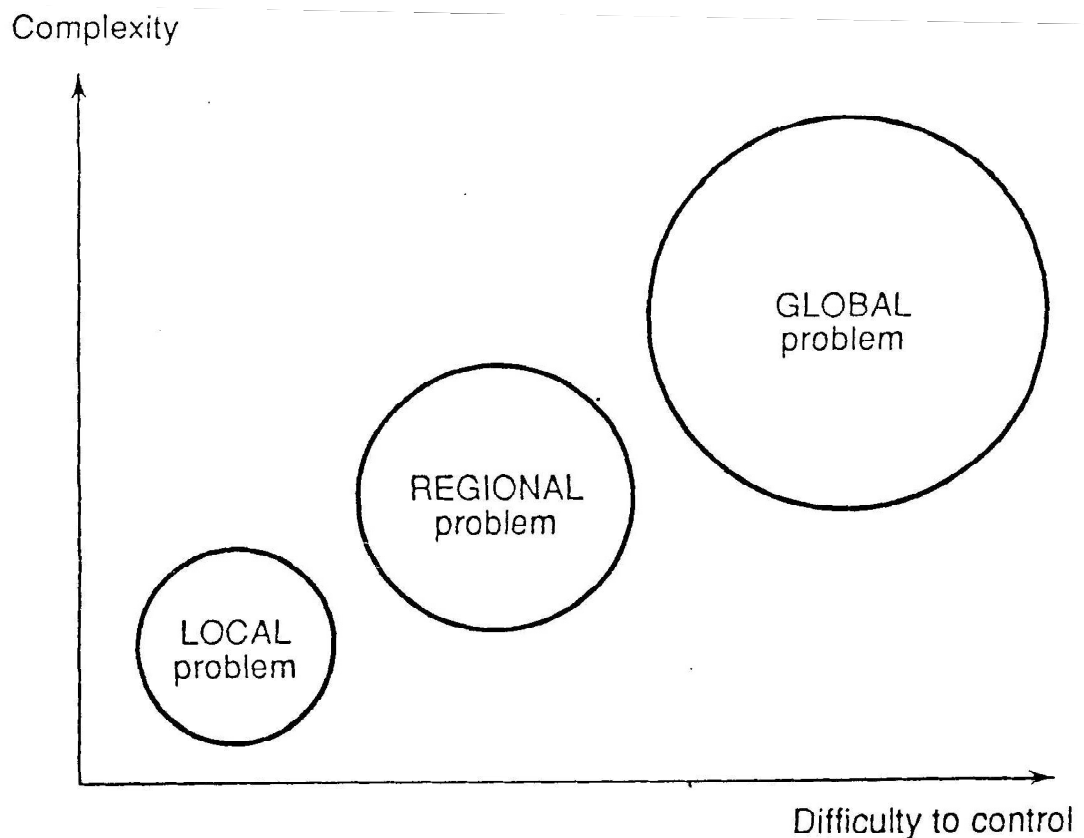 Complexity
GLOBAL
problem
REGIONAL
problem
LOCAL
problem
Difficulty to control